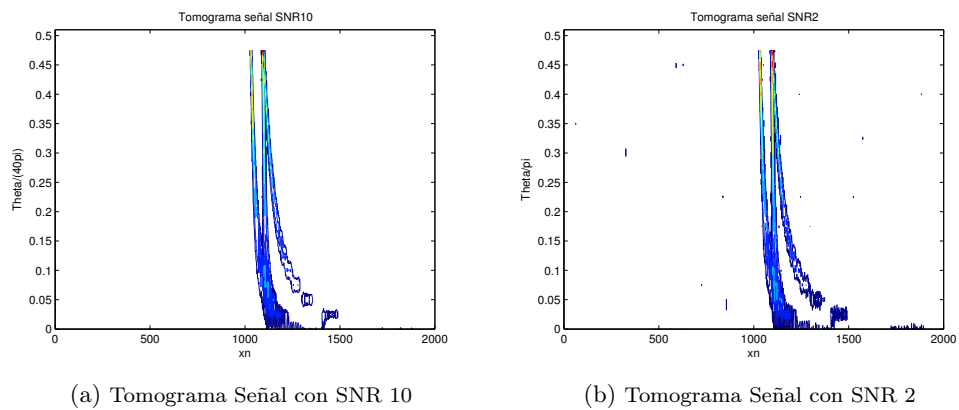 Tomograma señal SNR10
0.5
0.45
0.4
0.35
0.3
0.25
0.2
0.15
0.1
0.05
0
Theta/(40pi)
0 500 1000 1500 2000
xn
(a) Tomograma Señal con SNR 10
Tomograma señal SNR2
0.5
0.45
0.4
0.35
0.3
0.25
0.2
0.15
0.1
0.05
0
Theta/pi
0 500 1000 1500 2000
xn
(b) Tomograma Señal con SNR 2